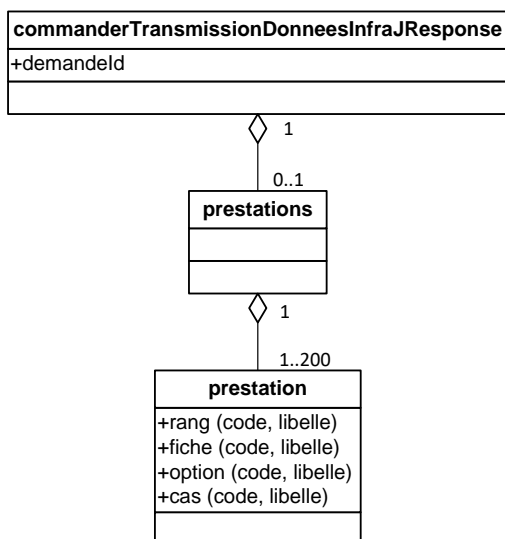 commanderTransmissionDonneesInfraJResponse
+demandeId
1
0..1
prestations
1
1..200
prestation
+rang (code, libelle)
+fiche (code, libelle)
+option (code, libelle)
+cas (code, libelle)